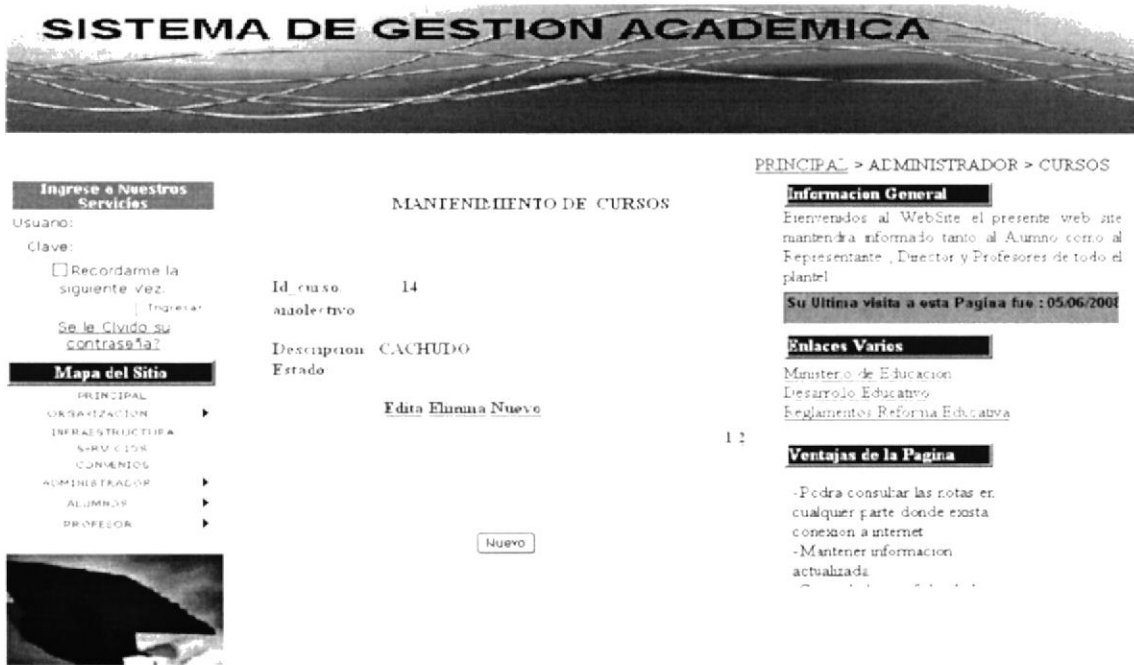 SISTEMA DE GESTION ACADEMICA
PRINCIPAL > ADMINISTRADOR > CURSOS
Ingrese a Nuestros
Servicios
Usuario:
Clave:
Recordarme la
siguiente vez.
Ingresar
Se le Olvido su
contraseña?
Mapa del Sitio
PRINCIPAL
ORGANIZACION
INFRAESTRUCTURA
SERVICIOS
CONVENIOS
ADMINISTRADOR
ALUMNOS
PROFESOR
MANTENIMIENTO DE CURSOS
Id_curso 14
aniolectivo
Descripcion CACHUDO
Estado
Edita Elimina Nuevo
1 2
Nuevo
Informacion General
Bienvenidos al WebSite el presente web site
mantendra informado tanto al Alumno como al
Representante , Director y Profesores de todo el
plantel
Su Ultima visita a esta Pagina fue : 05/06/2008
Enlaces Varios
Ministerio de Educacion
Desarrollo Educativo
Reglamentos Reforma Educativa
Ventajas de la Pagina
-Podra consultar las notas en
cualquier parte donde exista
conexion a internet
-Mantener informacion
actualizada